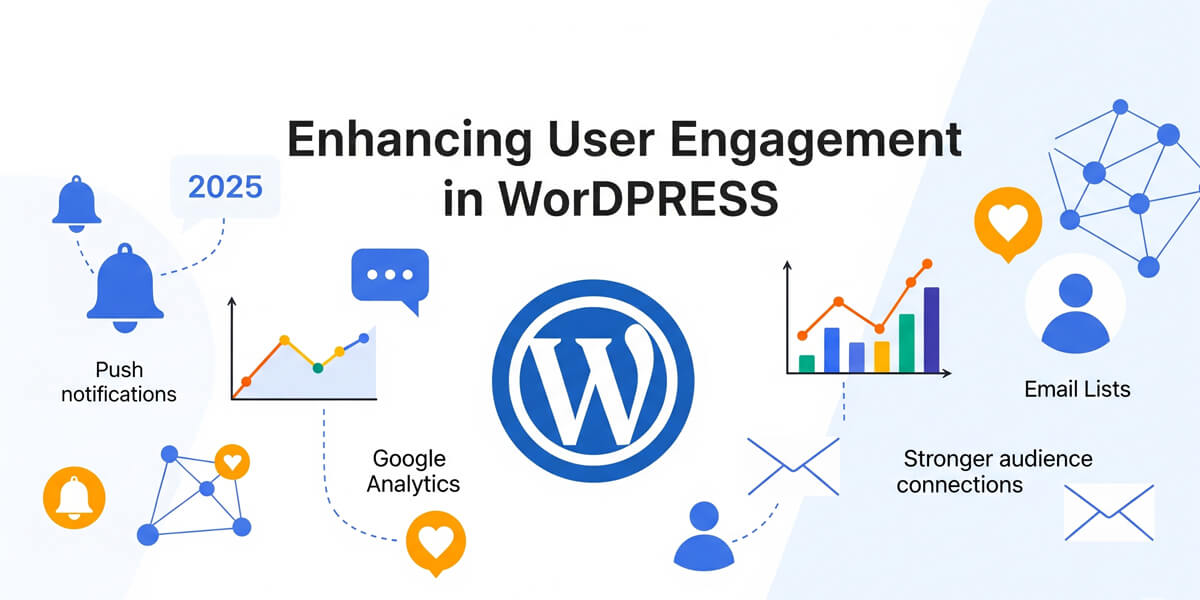 Enhancing User Engagement
in WorDPRESS
2025
Push
notifications
Google
Analytics
Email Lists
Stronger audience
connections